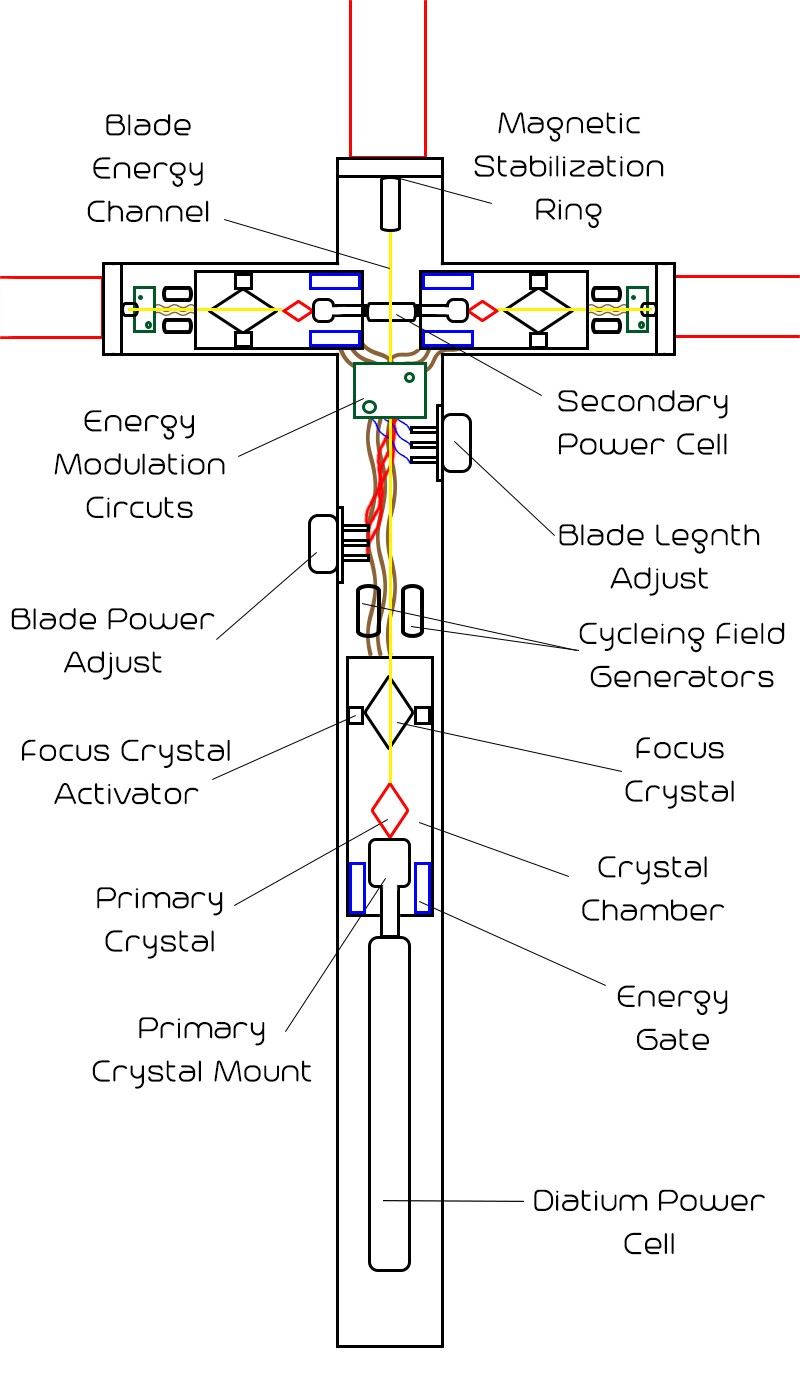 Blade
Energy
Channel
Magnetic
Stabilization
Ring
Secondary
Power Cell
Energy
Modulation
Circuts
Blade Legnth
Adjust
Blade Power
Adjust
Cycleing Field
Generators
Focus Crystal
Activator
Focus
Crystal
Primary
Crystal
Crystal
Chamber
Energy
Gate
Primary
Crystal Mount
Diatium Power
Cell